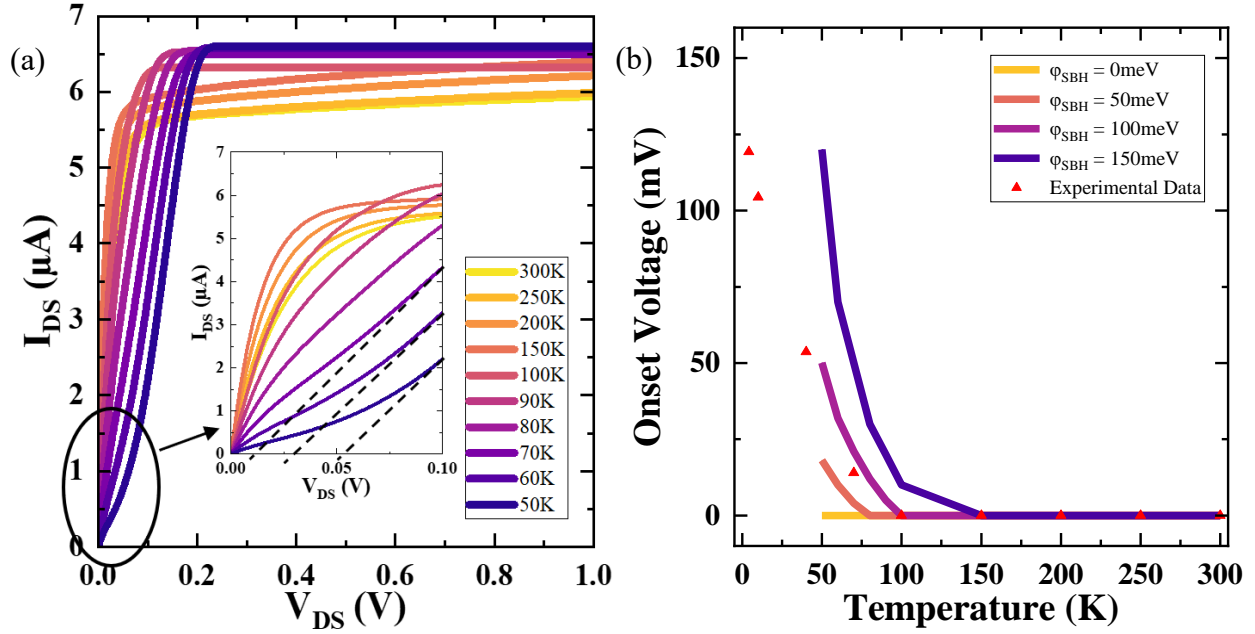 (a)
7
6
5
4
3
2
1
0
I_DS (μA)
0.0 0.2 0.4 0.6 0.8 1.0
V_DS (V)
7
6
5
4
3
2
1
0
I_DS (μA)
0.00 0.05 0.10
V_DS (V)
300K
250K
200K
150K
100K
90K
80K
70K
60K
50K
(b)
150
100
50
0
Onset Voltage (mV)
0 50 100 150 200 250 300
Temperature (K)
φ_SBH = 0meV
φ_SBH = 50meV
φ_SBH = 100meV
φ_SBH = 150meV
Experimental Data